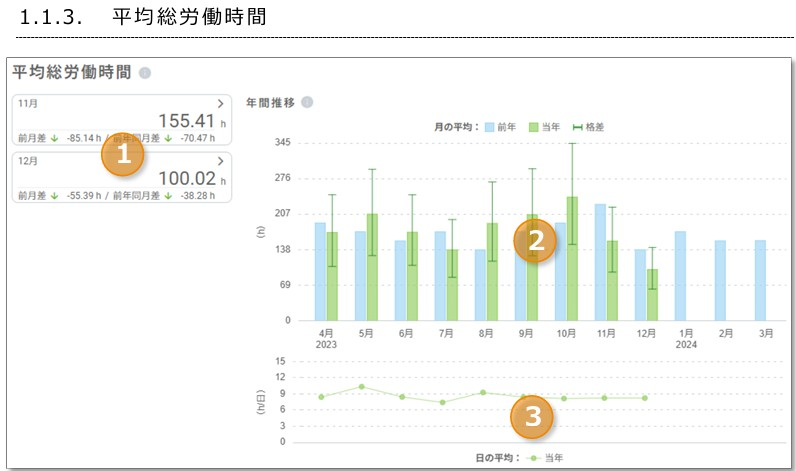 1.1.3. 平均総労働時間
平均総労働時間 i
11月
155.41 h
前月差 ↓ -85.14 h / 前年同月差 ↓ -70.47 h
1
12月
100.02 h
前月差 ↓ -55.39 h / 前年同月差 ↓ -38.28 h
年間推移 i
月の平均： 前年 当年 格差
345
276
207
138
69
0
(h)
2
4月 5月 6月 7月 8月 9月 10月 11月 12月 1月 2月 3月
2023 2024
15
12
9
6
3
0
(h/日)
3
日の平均： 当年